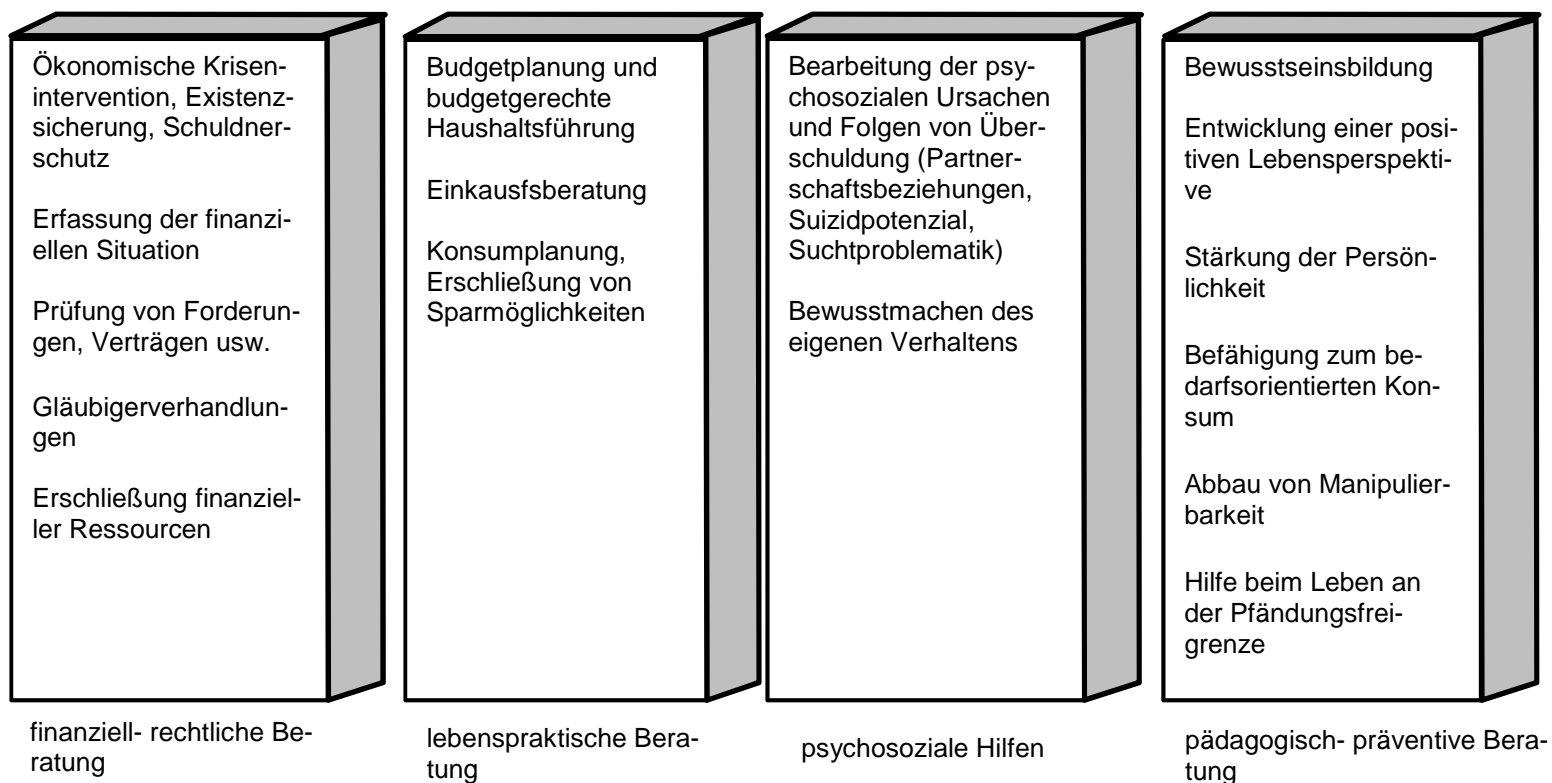 Ökonomische Krisen-
intervention, Existenz-
sicherung, Schuldner-
schutz
Erfassung der finanzi-
ellen Situation
Prüfung von Forderun-
gen, Verträgen usw.
Gläubigerverhandlun-
gen
Erschließung finanziel-
ler Ressourcen
finanziell- rechtliche Be-
ratung
Budgetplanung und
budgetgerechte
Haushaltsführung
Einkausfsberatung
Konsumplanung,
Erschließung von
Sparmöglichkeiten
lebenspraktische Bera-
tung
Bearbeitung der psy-
chosozialen Ursachen
und Folgen von Über-
schuldung (Partner-
schaftsbeziehungen,
Suizidpotenzial,
Suchtproblematik)
Bewusstmachen des
eigenen Verhaltens
psychosoziale Hilfen
Bewusstseinsbildung
Entwicklung einer posi-
tiven Lebensperspekti-
ve
Stärkung der Persön-
lichkeit
Befähigung zum be-
darfsorientierten Kon-
sum
Abbau von Manipulier-
barkeit
Hilfe beim Leben an
der Pfändungsfrei-
grenze
pädagogisch- präventive Bera-
tung